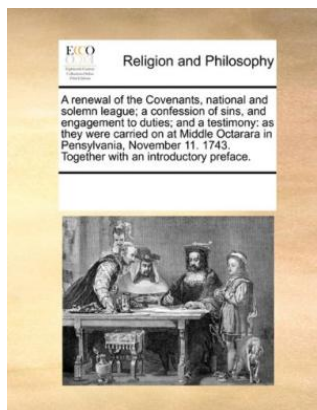 ECCO
Religion and Philosophy
A renewal of the Covenants, national and
solemn league; a confession of sins, and
engagement to duties; and a testimony: as
they were carried on at Middle Octarara in
Pensylvania, November 11. 1743.
Together with an introductory preface.